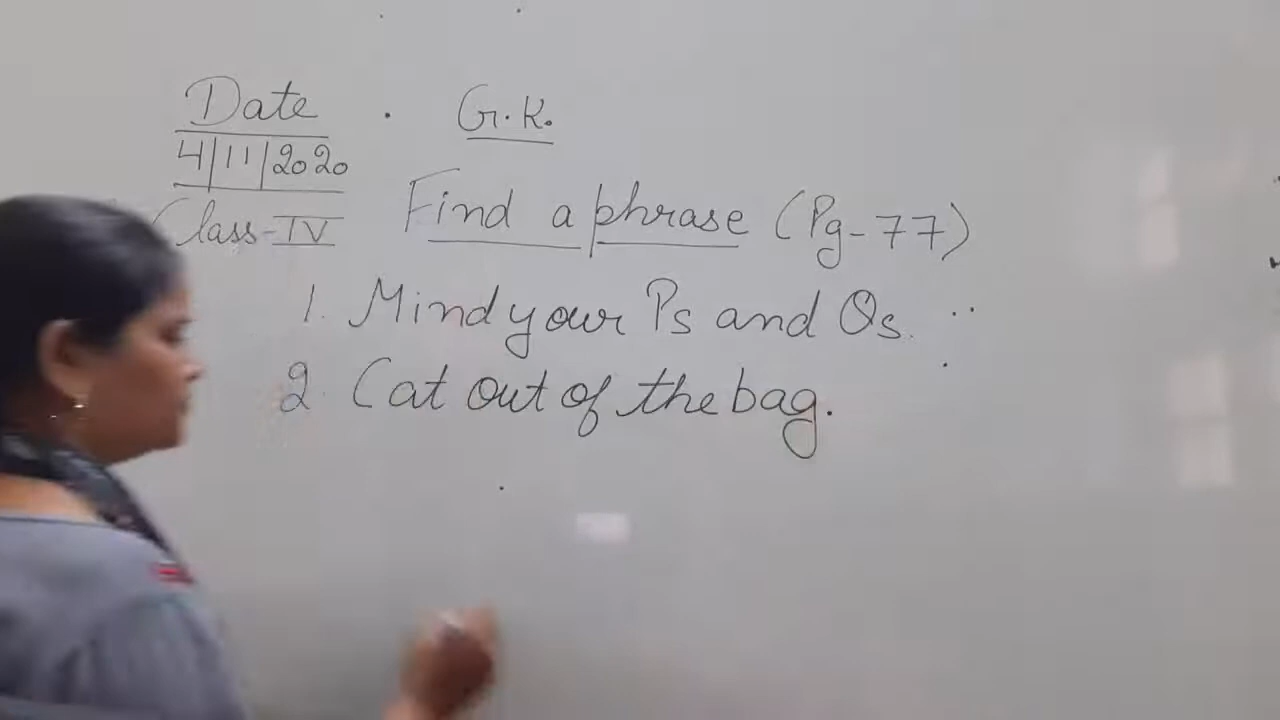 Date
G.K.
4/11/2020
Class-IV
Find a phrase (Pg-77)
1. Mind your Ps and Qs.
2. Cat out of the bag.